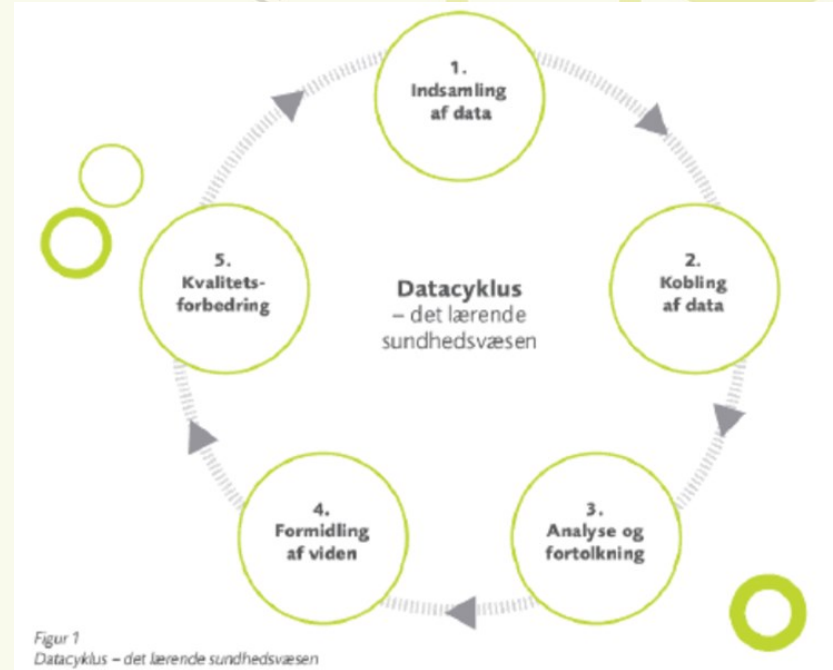 1.
Indsamling
af data
2.
Kobling
af data
3.
Analyse og
fortolkning
4.
Formidling
af viden
5.
Kvalitets-
forbedring
Datacyklus
– det lærende
sundhedsvæsen
Figur 1
Datacyklus – det lærende sundhedsvæsen